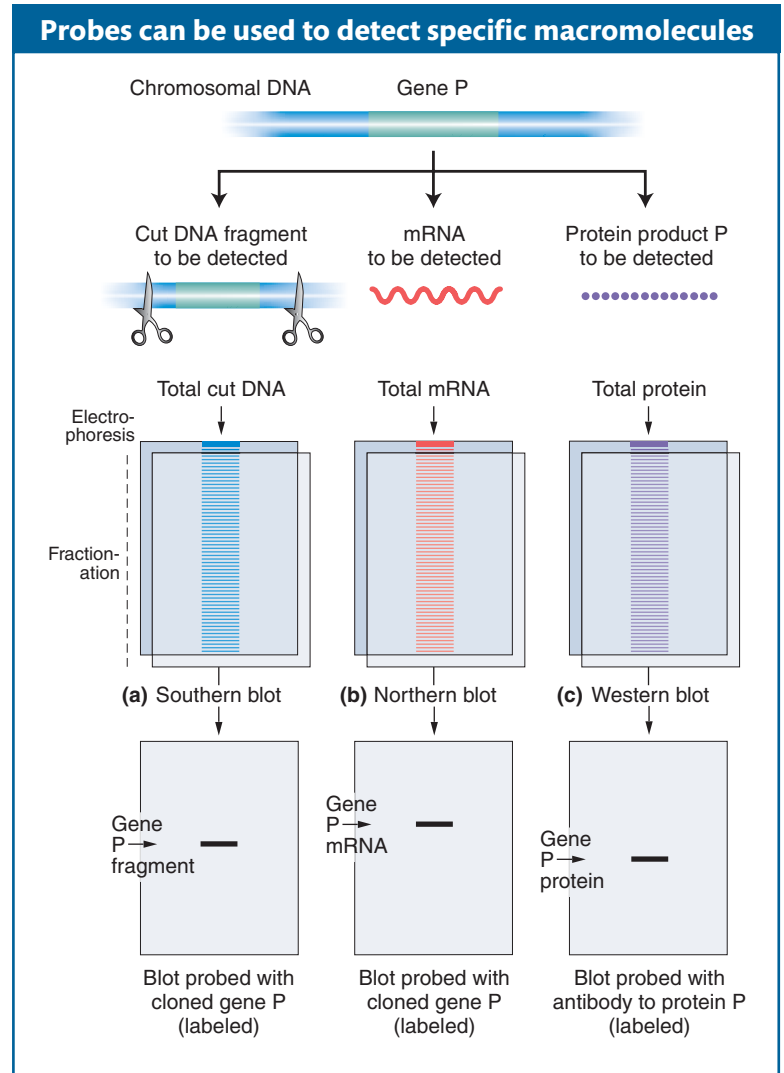 Probes can be used to detect specific macromolecules
Chromosomal DNA
Gene P
Cut DNA fragment
to be detected
mRNA
to be detected
Protein product P
to be detected
Total cut DNA
Total mRNA
Total protein
Electro-
phoresis
Fraction-
ation
(a) Southern blot
(b) Northern blot
(c) Western blot
Gene
P
fragment
Gene
P
mRNA
Gene
P
protein
Blot probed with
cloned gene P
(labeled)
Blot probed with
cloned gene P
(labeled)
Blot probed with
antibody to protein P
(labeled)